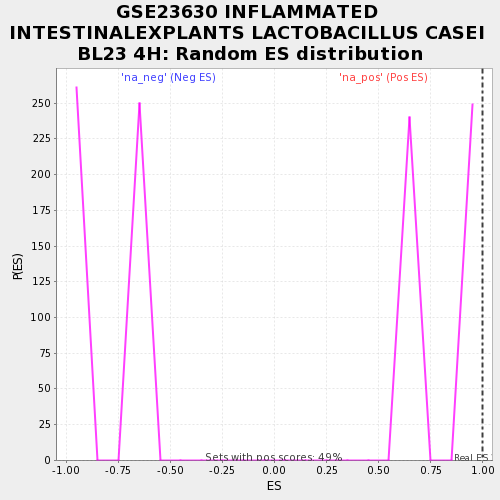 GSE23630 INFLAMMATED
INTESTINALEXPLANTS LACTOBACILLUS CASEI
BL23 4H: Random ES distribution
'na_neg' (Neg ES)
'na_pos' (Pos ES)
P(ES)
250
225
200
175
150
125
100
75
50
25
0
Sets with pos scores: 49%
Real ES
-1.00 -0.75 -0.50 -0.25 0.00 0.25 0.50 0.75 1.00
ES